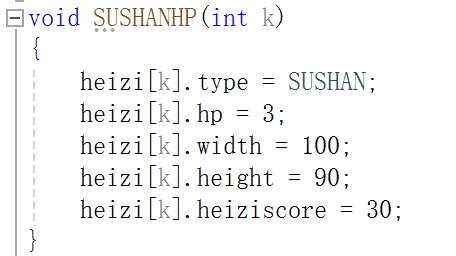 void SUSHANHP(int k)
{
    heizi[k].type = SUSHAN;
    heizi[k].hp = 3;
    heizi[k].width = 100;
    heizi[k].height = 90;
    heizi[k].heiziscore = 30;
}